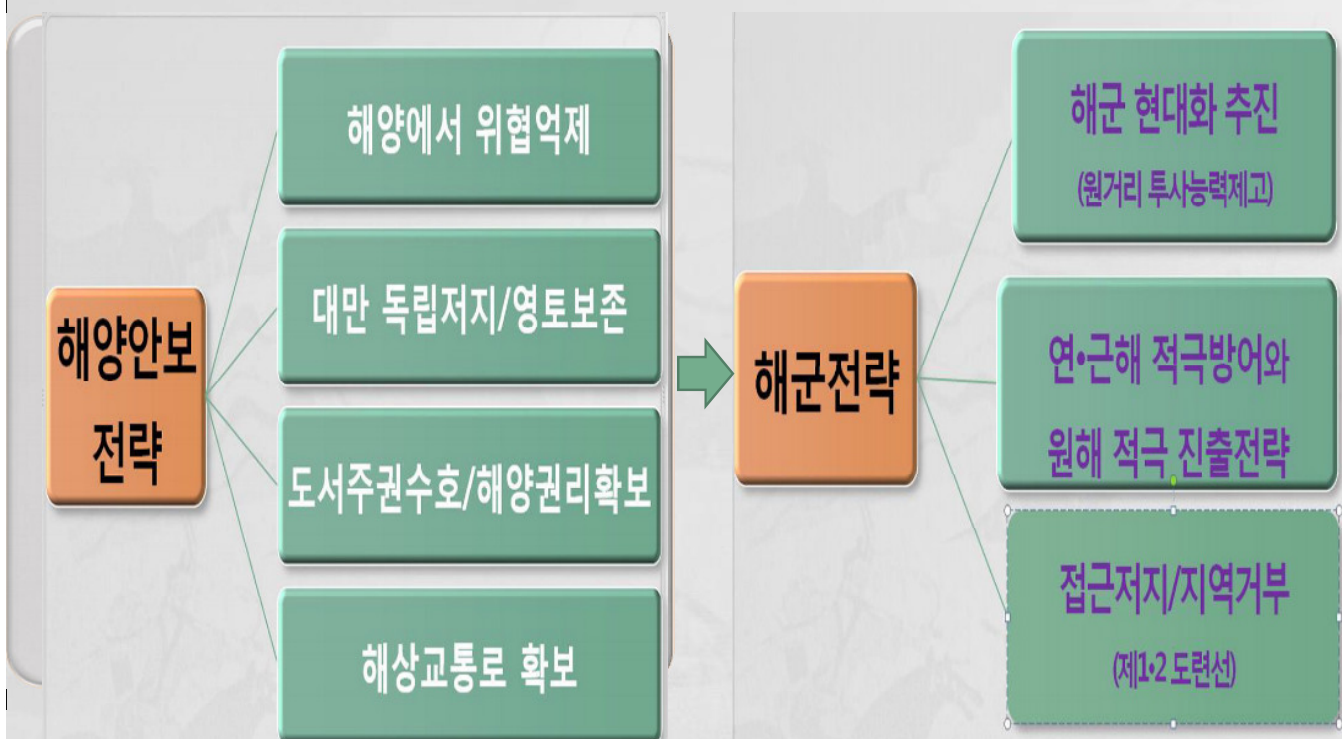 해양안보
전략
해양에서 위협억제
대만 독립저지/영토보존
도서주권수호/해양권리확보
해상교통로 확보
해군전략
해군 현대화 추진
(원거리 투사능력제고)
연•근해 적극방어와
원해 적극 진출전략
접근저지/지역거부
(제1•2 도련선)